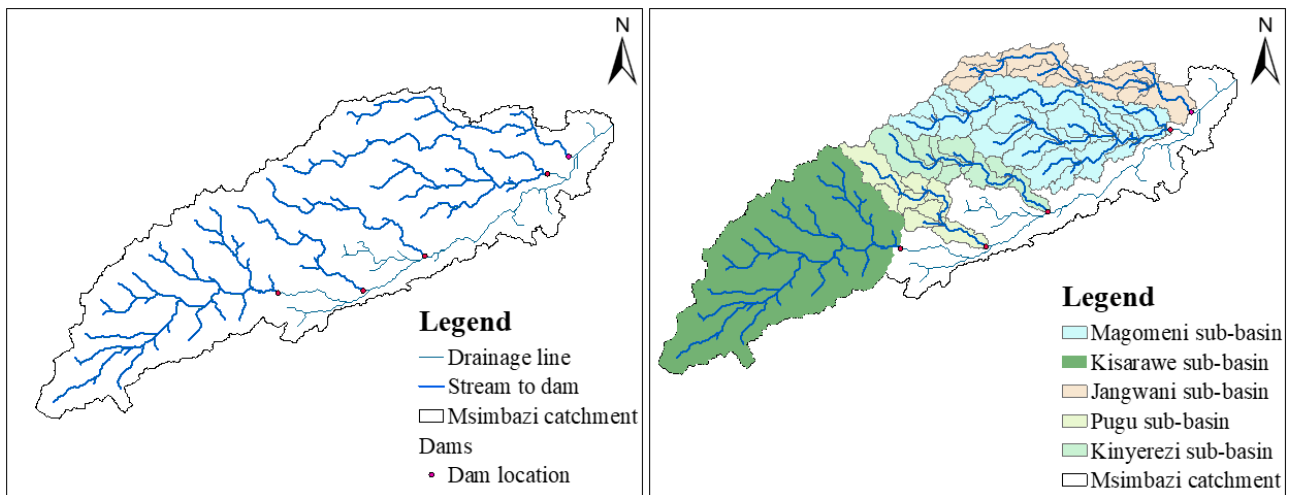 N
Legend
Drainage line
Stream to dam
Msimbazi catchment
Dams
Dam location
N
Legend
Magomeni sub-basin
Kisarawe sub-basin
Jangwani sub-basin
Pugu sub-basin
Kinyerezi sub-basin
Msimbazi catchment